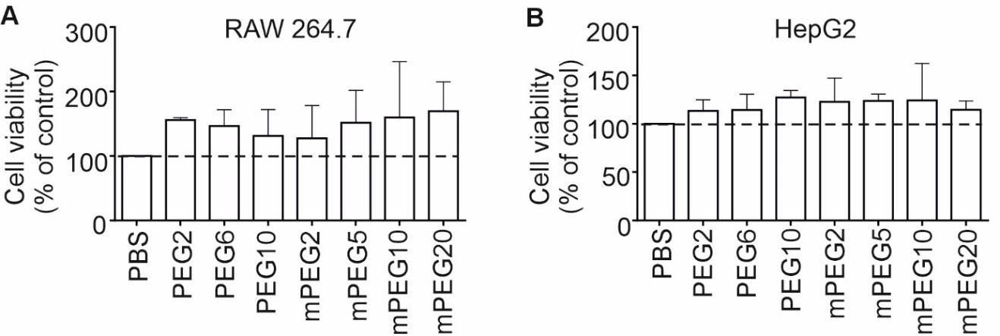 A
RAW 264.7
Cell viability
(% of control)
300
200
100
0
PBS
PEG2
PEG6
PEG10
mPEG2
mPEG5
mPEG10
mPEG20
B
HepG2
Cell viability
(% of control)
200
150
100
50
0
PBS
PEG2
PEG6
PEG10
mPEG2
mPEG5
mPEG10
mPEG20